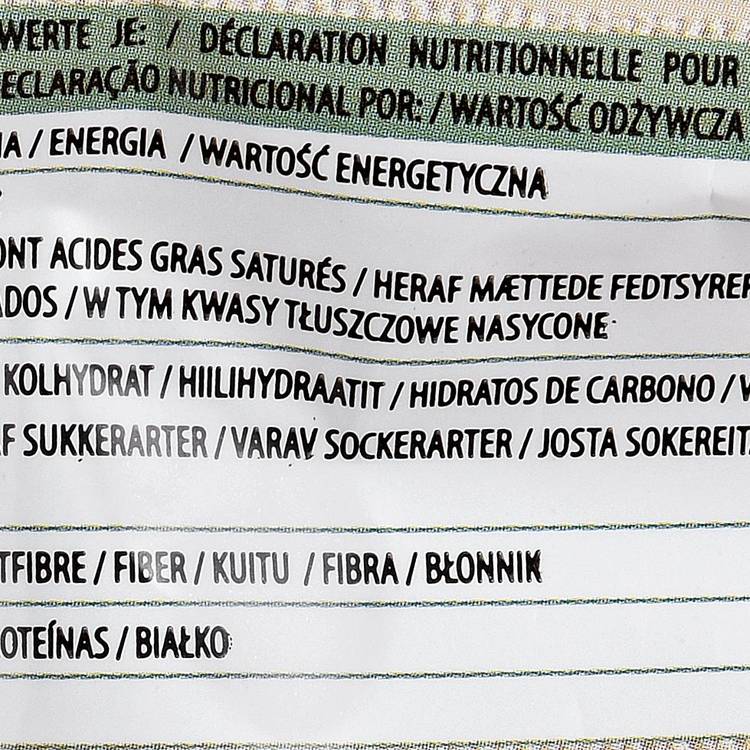 WERTE JE: / DÉCLARATION NUTRITIONNELLE POUR
ECLARAÇÃO NUTRICIONAL POR: / WARTOŚĆ ODŻYWCZA
IA / ENERGIA / WARTOŚĆ ENERGETYCZNA
ONT ACIDES GRAS SATURÉS / HERAF MÆTTEDE FEDTSYRER
ADOS / W TYM KWASY TŁUSZCZOWE NASYCONE
KOLHYDRAT / HIILIHYDRAATIT / HIDRATOS DE CARBONO /
F SUKKERARTER / VARAV SOCKERARTER / JOSTA SOKEREIT
TFIBRE / FIBER / KUITU / FIBRA / BŁONNIK
OTEÍNAS / BIAŁKO